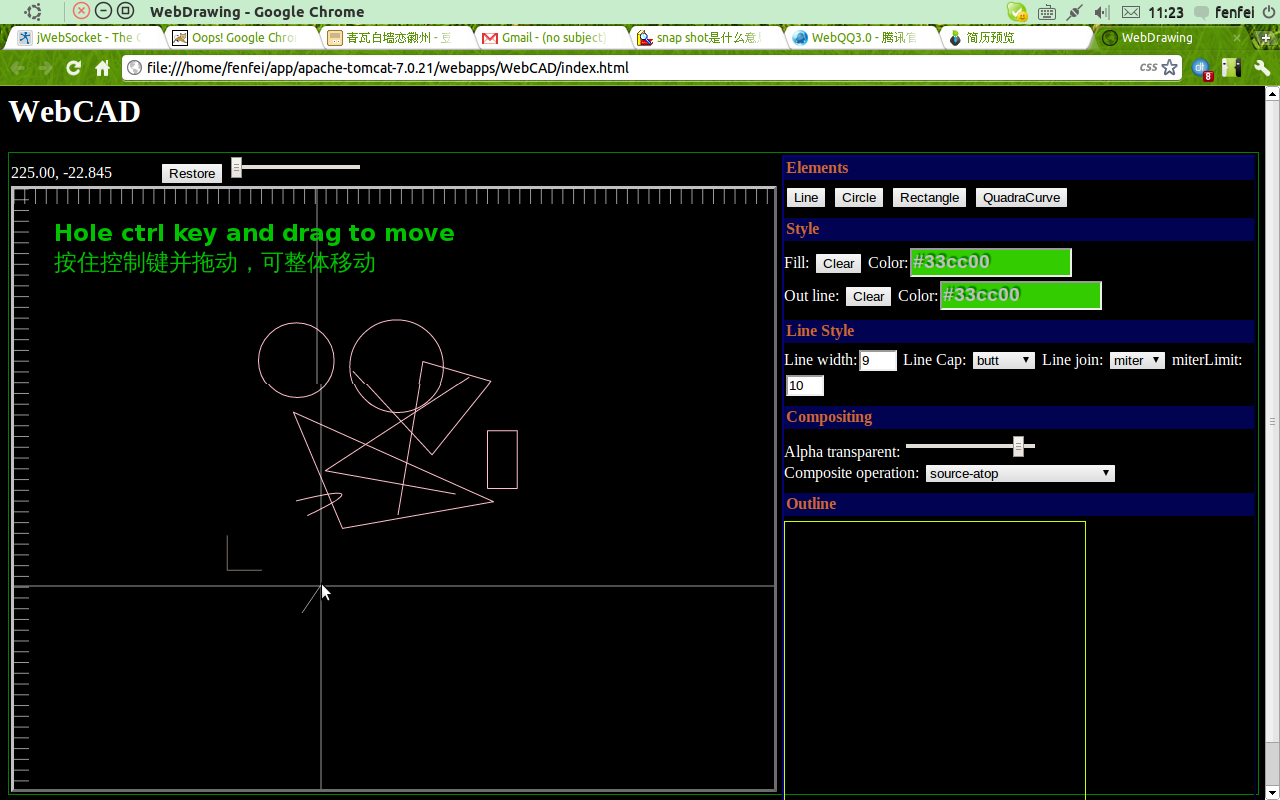 WebDrawing - Google Chrome
11:23
fenfei
jWebSocket - The
Oops! Google Chro
青瓦白墙恋徽州 - 豆
Gmail - (no subject)
snap shot是什么意
WebQQ3.0 - 腾讯官
简历预览
WebDrawing
file:///home/fenfei/app/apache-tomcat-7.0.21/webapps/WebCAD/index.html
css
8
WebCAD
225.00, -22.845
Restore
Hole ctrl key and drag to move
按住控制键并拖动，可整体移动
Elements
Line Circle Rectangle QuadraCurve
Style
Fill: Clear Color: #33cc00
Out line: Clear Color: #33cc00
Line Style
Line width: 9 Line Cap: butt Line join: miter miterLimit:
10
Compositing
Alpha transparent:
Composite operation: source-atop
Outline